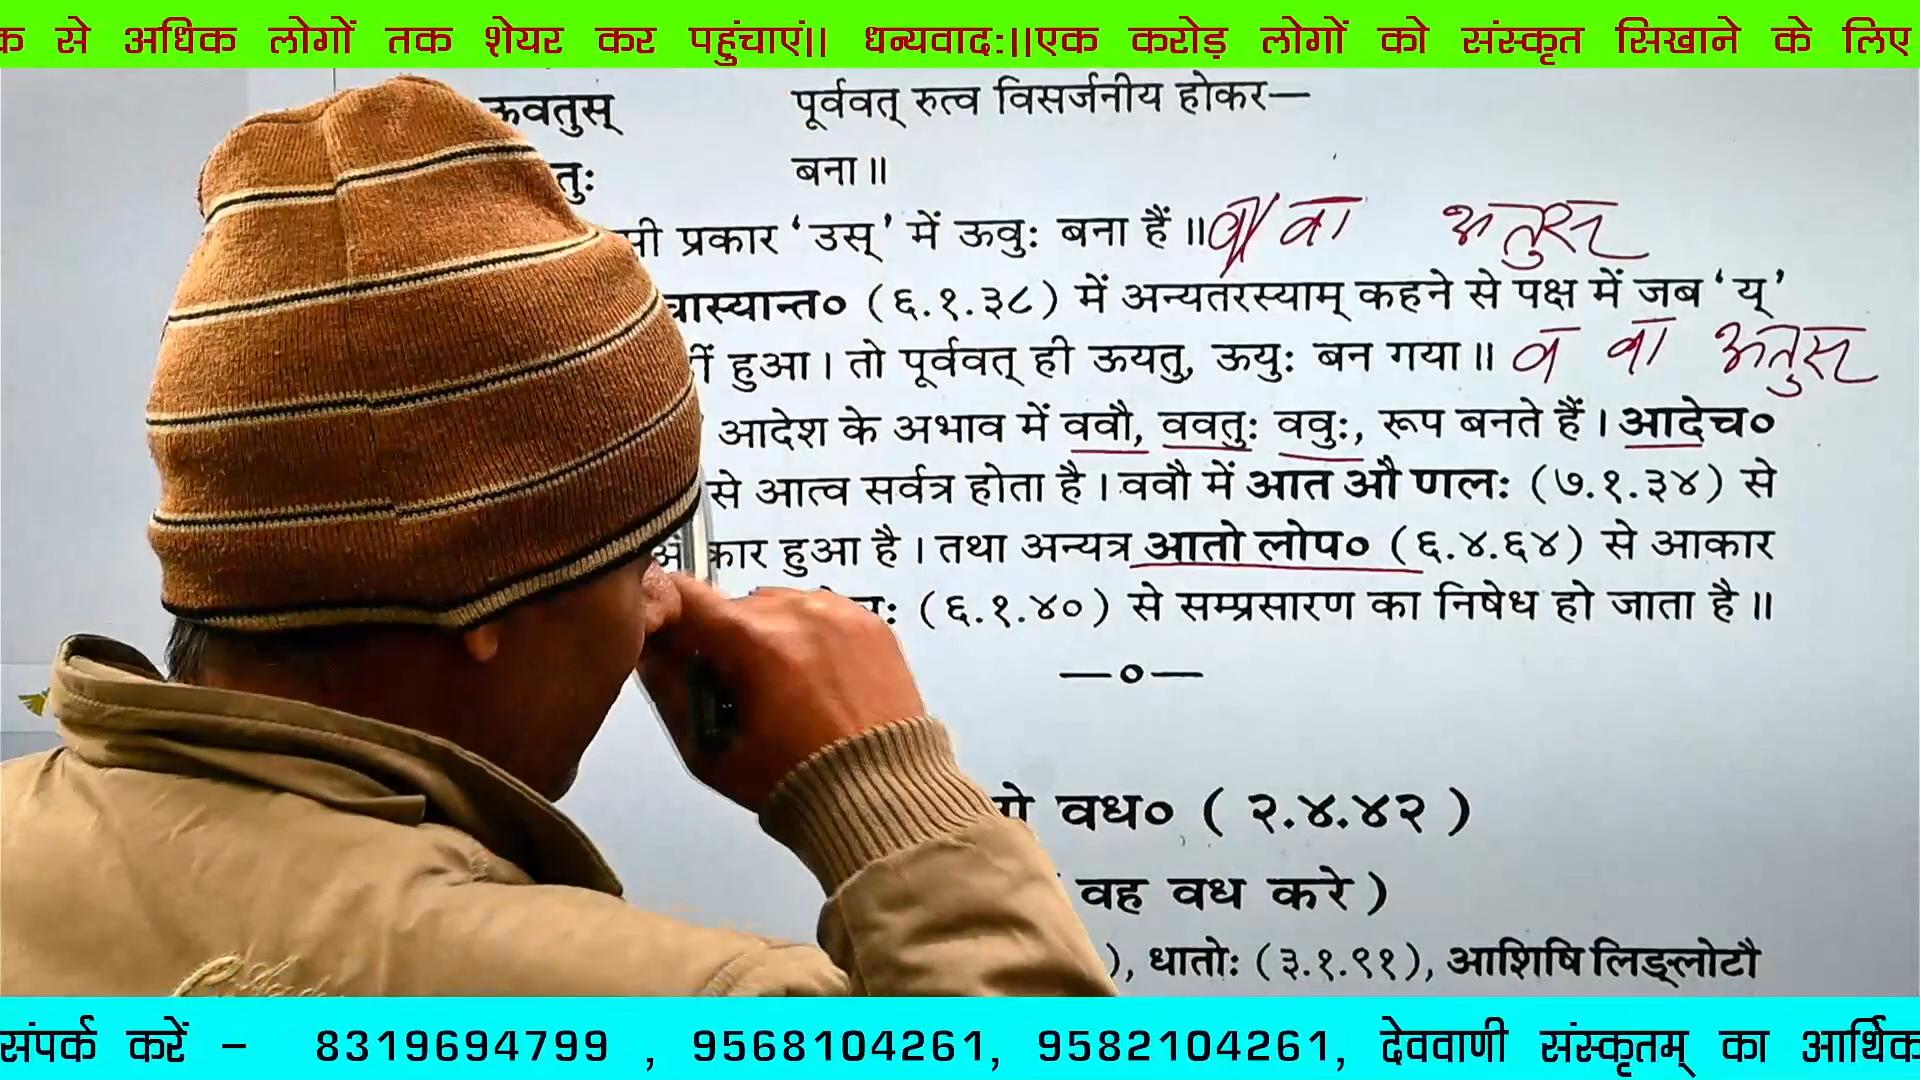 से अधिक लोगों तक शेयर कर पहुंचाएं॥ धन्यवादः॥एक करोड़ लोगों को संस्कृत सिखाने के लिए
ऊवतुस् पूर्ववत् रुत्व विसर्जनीय होकर—
तुः बना॥
सी प्रकार ‘उस्’ में ऊवुः बना हैं॥ वा अतुस्
स्यान्त० (६.१.३८) में अन्यतरस्याम् कहने से पक्ष में जब ‘य्’
हुआ। तो पूर्ववत् ही ऊयतु, ऊयुः बन गया॥ व वा अतुस्
आदेश के अभाव में ववौ, ववतुः ववुः, रूप बनते हैं। आदेच०
से आत्व सर्वत्र होता है। ववौ में आत औ णलः (७.१.३४) से
कार हुआ है। तथा अन्यत्र आतो लोप० (६.४.६४) से आकार
(६.१.४०) से सम्प्रसारण का निषेध हो जाता है॥
—०—
वध० (२.४.४२)
वह वध करे)
), धातोः (३.१.९१), आशिषि लिङ्लोटौ
संपर्क करें – 8319694799 , 9568104261, 9582104261, देववाणी संस्कृतम् का आर्थिक